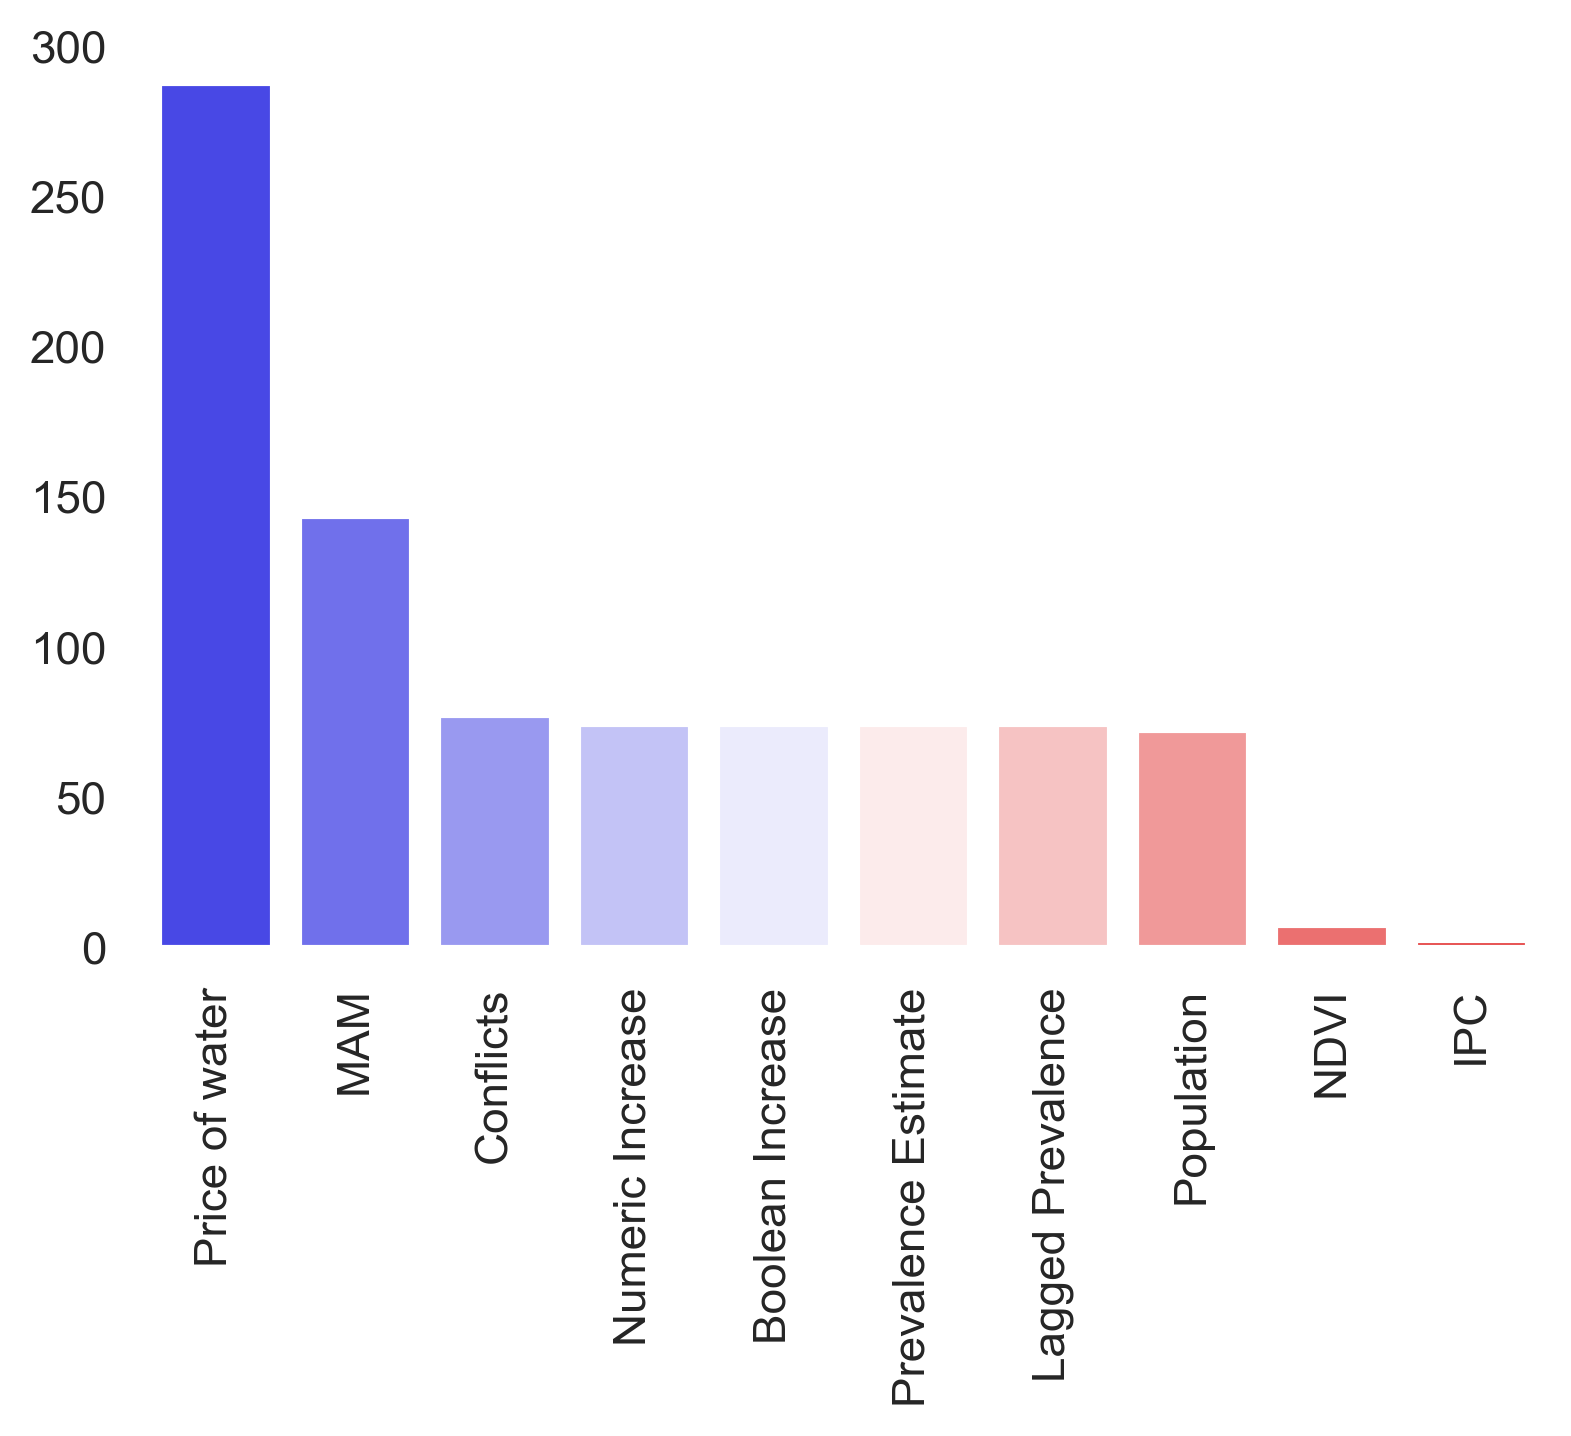 300
250
200
150
100
50
0
Price of water
MAM
Conflicts
Numeric Increase
Boolean Increase
Prevalence Estimate
Lagged Prevalence
Population
NDVI
IPC